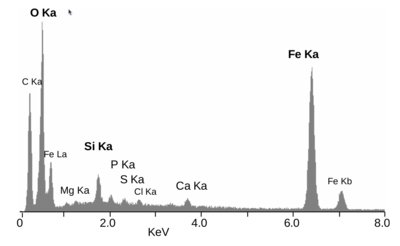 O Ka
Fe Ka
C Ka
Si Ka
Fe La
P Ka
S Ka
Mg Ka
Cl Ka
Ca Ka
Fe Kb
0 2.0 4.0 6.0 8.0
KeV